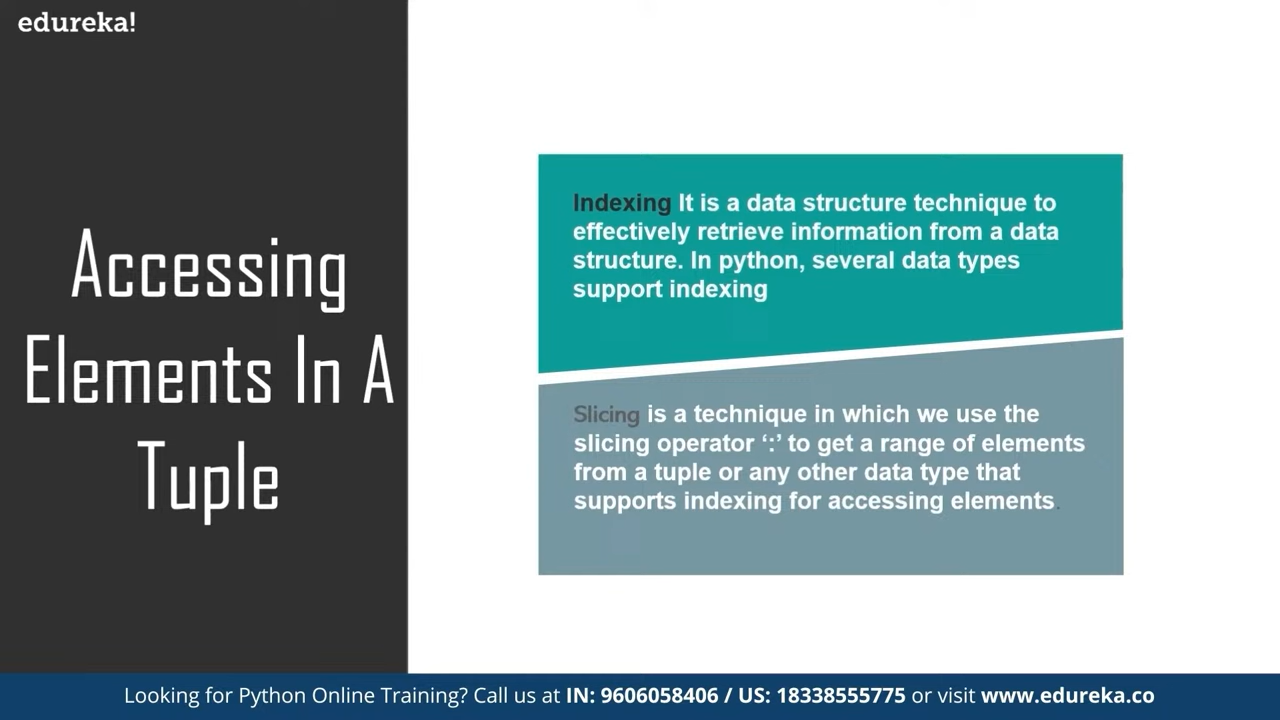 edureka!
Accessing
Elements In A
Tuple
Indexing It is a data structure technique to
effectively retrieve information from a data
structure. In python, several data types
support indexing
Slicing is a technique in which we use the
slicing operator ‘:’ to get a range of elements
from a tuple or any other data type that
supports indexing for accessing elements.
Looking for Python Online Training? Call us at IN: 9606058406 / US: 18338555775 or visit www.edureka.co